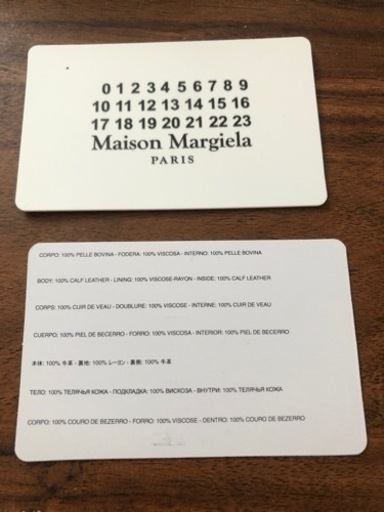 0 1 2 3 4 5 6 7 8 9
10 11 12 13 14 15 16
17 18 19 20 21 22 23
Maison Margiela
PARIS
CORPO: 100% PELLE BOVINA - FODERA: 100% VISCOSA - INTERNO: 100% PELLE BOVINA
BODY: 100% CALF LEATHER - LINING: 100% VISCOSE-RAYON - INSIDE: 100% CALF LEATHER
CORPS: 100% CUIR DE VEAU - DOUBLURE: 100% VISCOSE - INTERNE: 100% CUIR DE VEAU
CUERPO: 100% PIEL DE BECERRO - FORRO: 100% VISCOSA - INTERIOR: 100% PIEL DE BECERRO
本体: 100% 牛革 - 裏地: 100% レーヨン - 裏側: 100% 牛革
ТЕЛО: 100% ТЕЛЯЧЬЯ КОЖА - ПОДКЛАДКА: 100% ВИСКОЗА - ВНУТРИ: 100% ТЕЛЯЧЬЯ КОЖА
CORPO: 100% COURO DE BEZERRO - FORRO: 100% VISCOSE - DENTRO: 100% COURO DE BEZERRO